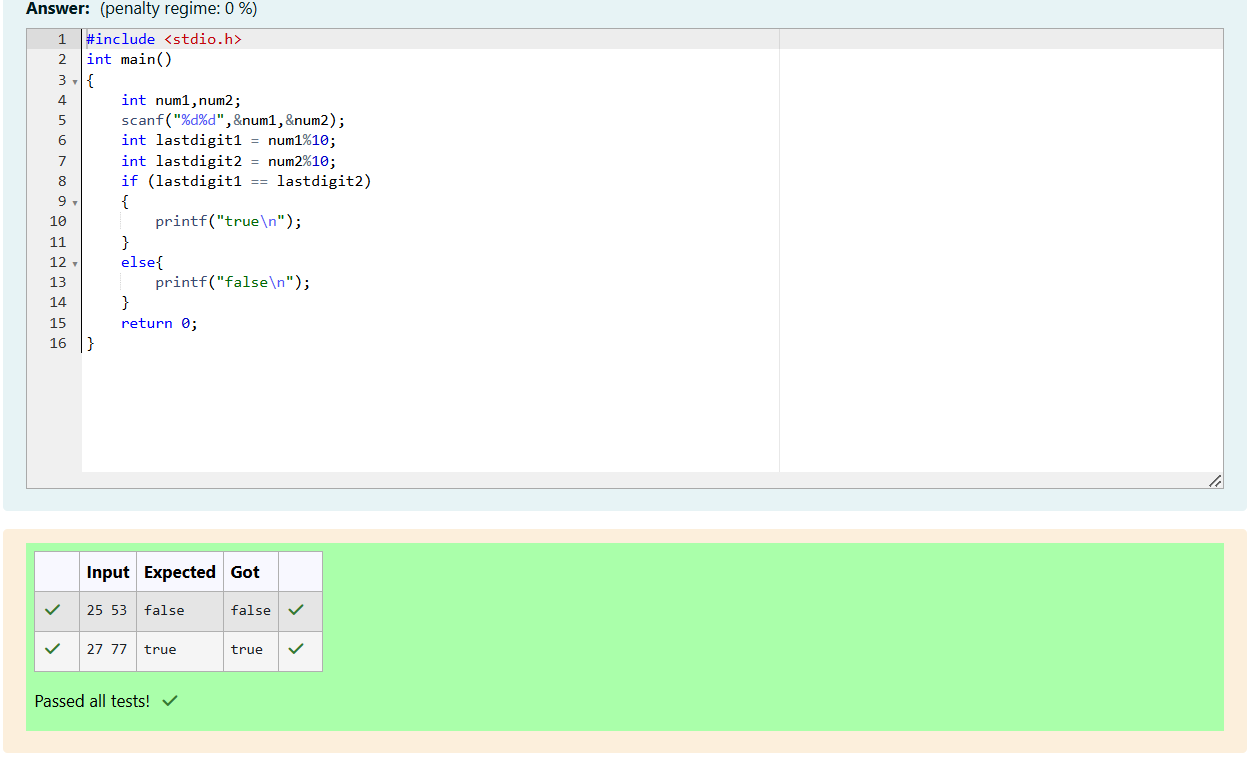 Answer: (penalty regime: 0 %)
1 #include <stdio.h>
2 int main()
3 {
4     int num1,num2;
5     scanf("%d%d",&num1,&num2);
6     int lastdigit1 = num1%10;
7     int lastdigit2 = num2%10;
8     if (lastdigit1 == lastdigit2)
9     {
10         printf("true\n");
11     }
12     else{
13         printf("false\n");
14     }
15     return 0;
16 }
Input Expected Got
25 53 false false
27 77 true true
Passed all tests!